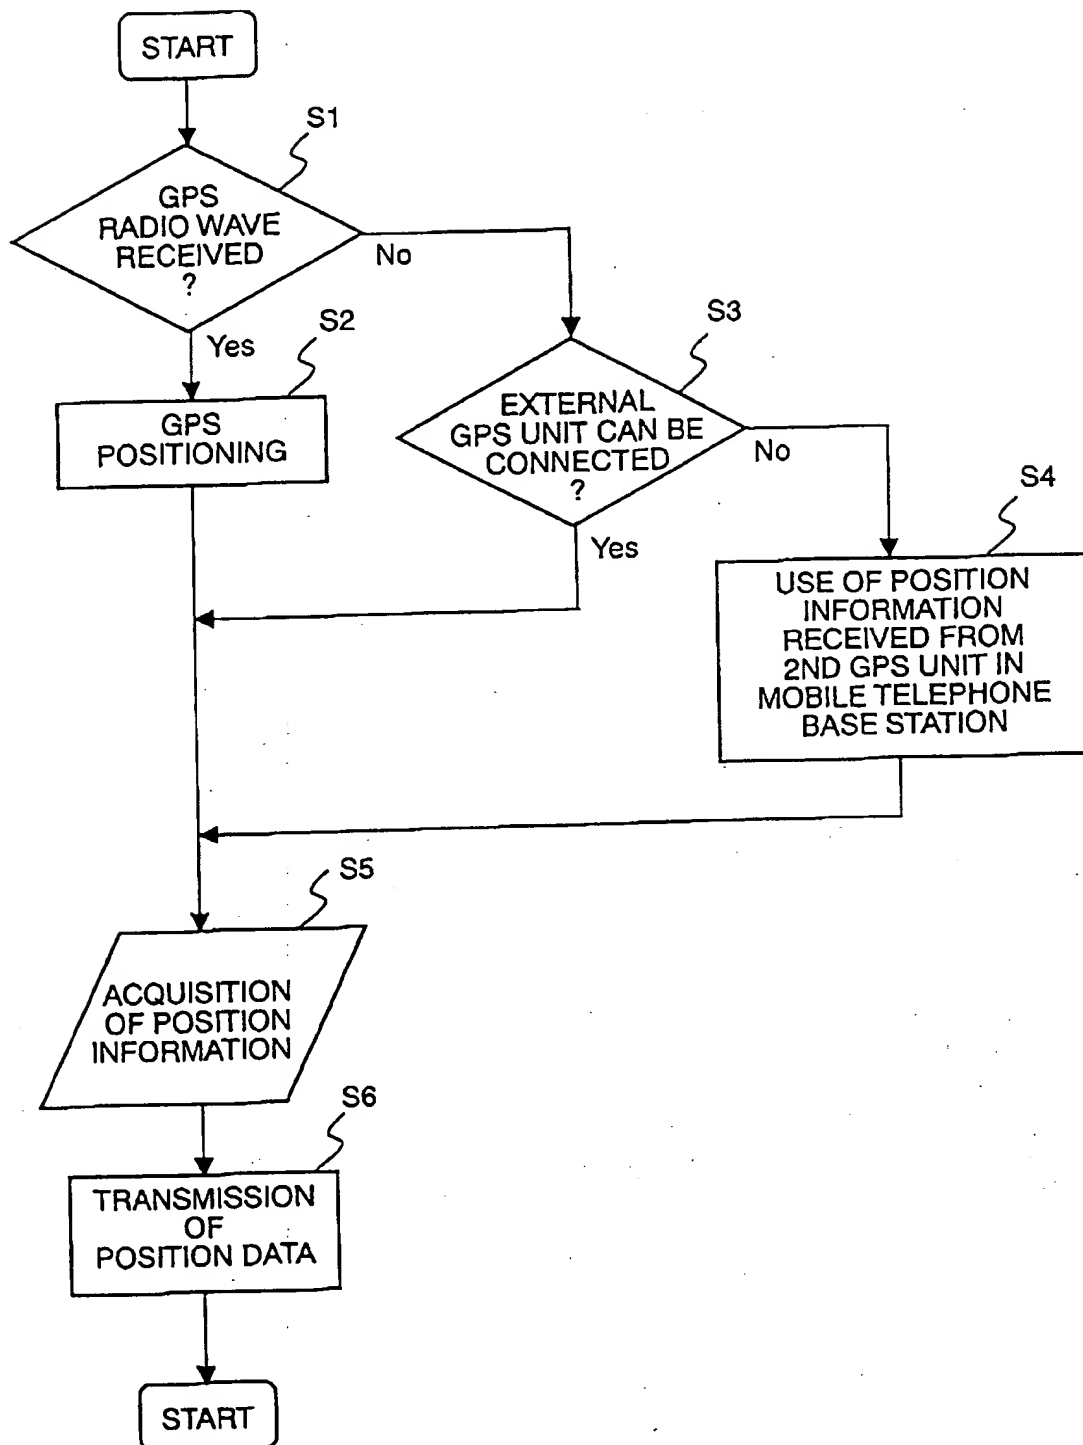 START
S1
GPS
RADIO WAVE
RECEIVED
?
No
Yes
S2
GPS
POSITIONING
S3
EXTERNAL
GPS UNIT CAN BE
CONNECTED
?
No
Yes
S4
USE OF POSITION
INFORMATION
RECEIVED FROM
2ND GPS UNIT IN
MOBILE TELEPHONE
BASE STATION
S5
ACQUISITION
OF POSITION
INFORMATION
S6
TRANSMISSION
OF
POSITION DATA
START